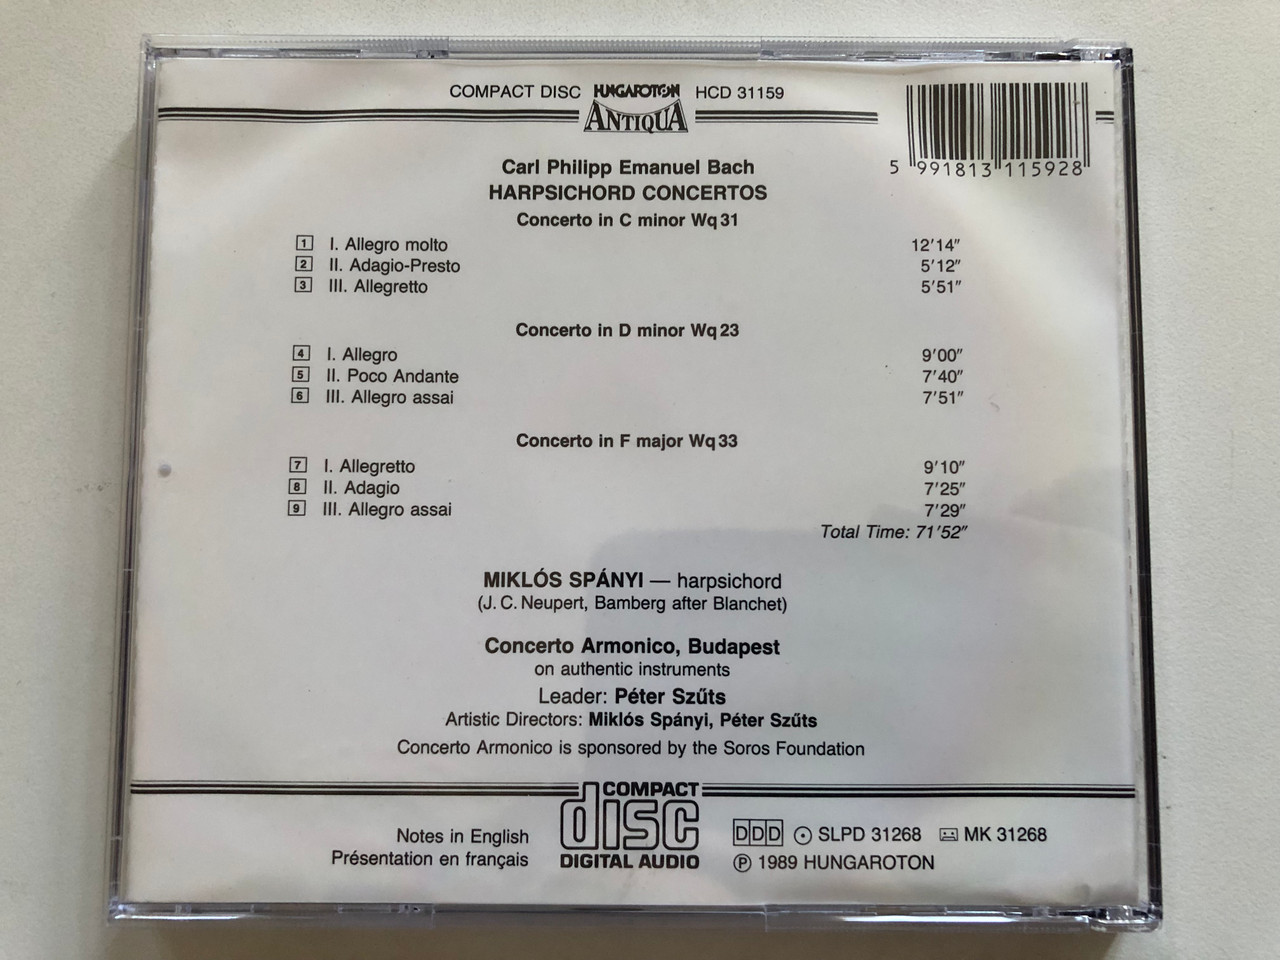 COMPACT DISC HUNGAROTON HCD 31159
ANTIQUA
5 991813 115928
Carl Philipp Emanuel Bach
HARPSICHORD CONCERTOS
Concerto in C minor Wq 31
1 I. Allegro molto 12'14"
2 II. Adagio-Presto 5'12"
3 III. Allegretto 5'51"
Concerto in D minor Wq 23
4 I. Allegro 9'00"
5 II. Poco Andante 7'40"
6 III. Allegro assai 7'51"
Concerto in F major Wq 33
7 I. Allegretto 9'10"
8 II. Adagio 7'25"
9 III. Allegro assai 7'29"
Total Time: 71'52"
MIKLÓS SPÁNYI — harpsichord
(J. C. Neupert, Bamberg after Blanchet)
Concerto Armonico, Budapest
on authentic instruments
Leader: Péter Szűts
Artistic Directors: Miklós Spányi, Péter Szűts
Concerto Armonico is sponsored by the Soros Foundation
Notes in English
Présentation en français
COMPACT
disc
DIGITAL AUDIO
DDD SLPD 31268 MK 31268
℗ 1989 HUNGAROTON